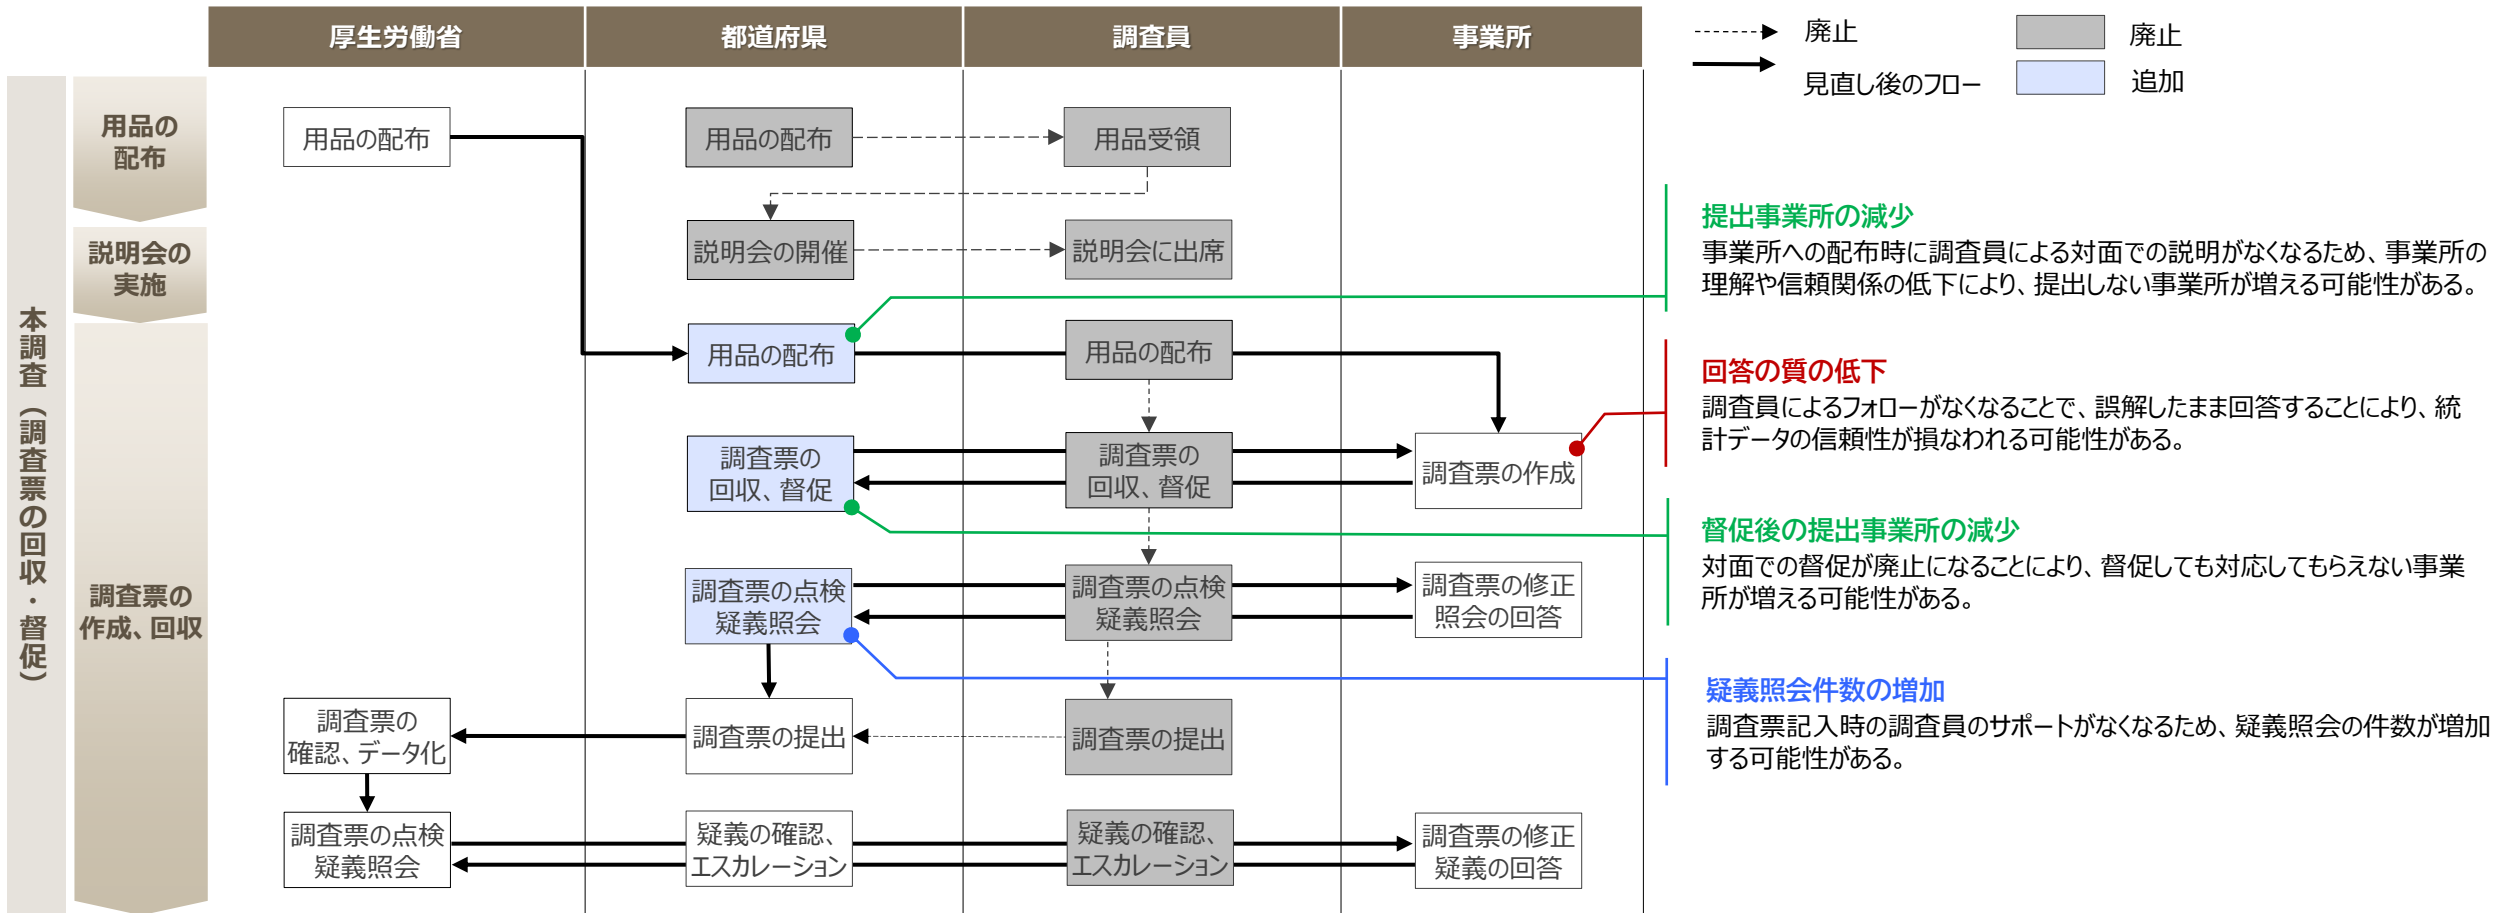 厚生労働省
都道府県
調査員
事業所
廃止
廃止
見直し後のフロー
追加
本調査（調査票の回収・督促）
用品の
配布
用品の配布
用品の配布
用品受領
説明会の
実施
説明会の開催
説明会に出席
調査票の
作成、回収
用品の配布
用品の配布
調査票の
回収、督促
調査票の
回収、督促
調査票の作成
調査票の点検
疑義照会
調査票の点検
疑義照会
調査票の修正
照会の回答
調査票の
確認、データ化
調査票の提出
調査票の提出
調査票の点検
疑義照会
疑義の確認、
エスカレーション
疑義の確認、
エスカレーション
調査票の修正
疑義の回答
提出事業所の減少
事業所への配布時に調査員による対面での説明がなくなるため、事業所の
理解や信頼関係の低下により、提出しない事業所が増える可能性がある。
回答の質の低下
調査員によるフォローがなくなることで、誤解したまま回答することにより、統
計データの信頼性が損なわれる可能性がある。
督促後の提出事業所の減少
対面での督促が廃止になることにより、督促しても対応してもらえない事業
所が増える可能性がある。
疑義照会件数の増加
調査票記入時の調査員のサポートがなくなるため、疑義照会の件数が増加
する可能性がある。